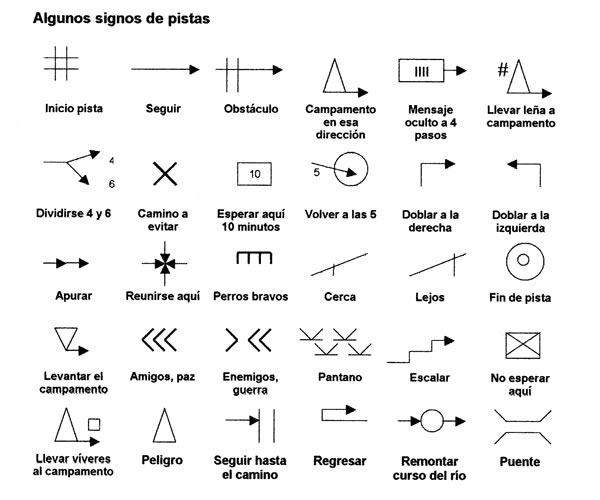 Algunos signos de pistas
Inicio pista
Seguir
Obstáculo
Campamento
en esa
dirección
Mensaje
oculto a 4
pasos
#
Llevar leña a
campamento
4
6
Dividirse 4 y 6
Camino a
evitar
10
Esperar aquí
10 minutos
5
Volver a las 5
Doblar a la
derecha
Doblar a la
izquierda
Apurar
Reunirse aquí
Perros bravos
Cerca
Lejos
Fin de pista
Levantar el
campamento
Amigos, paz
Enemigos,
guerra
Pantano
Escalar
No esperar
aquí
Llevar víveres
al campamento
Peligro
Seguir hasta
el camino
Regresar
Remontar
curso del río
Puente